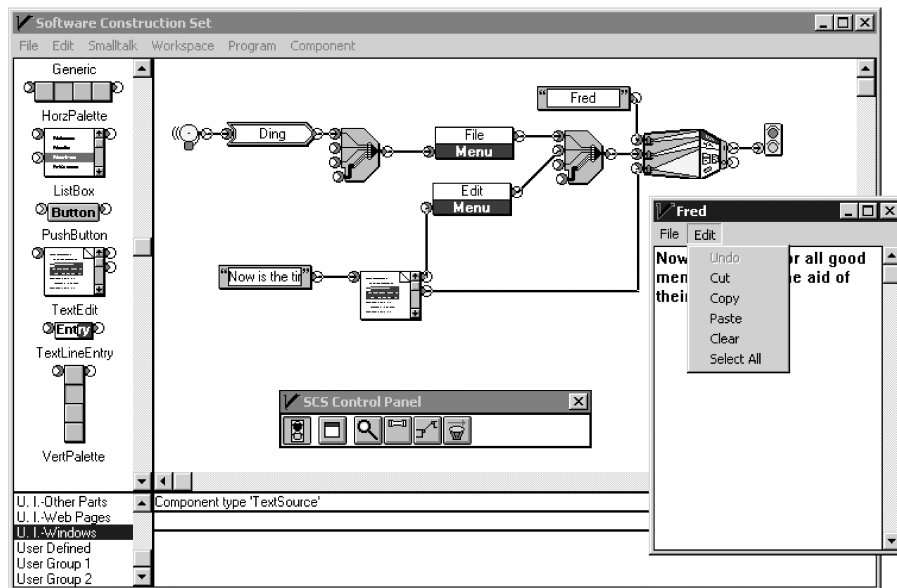 Software Construction Set
File Edit Smalltalk Workspace Program Component
Generic
HorzPalette
ListBox
Button
PushButton
TextEdit
Entry
TextLineEntry
VertPalette
Ding
File
Menu
Edit
Menu
"Fred"
"Now is the tir"
SCS Control Panel
Fred
File Edit
Undo
Cut
Copy
Paste
Clear
Select All
Now or all good
men e aid of
thei
U. I.-Other Parts
U. I.-Web Pages
U. I.-Windows
User Defined
User Group 1
User Group 2
Component type 'TextSource'